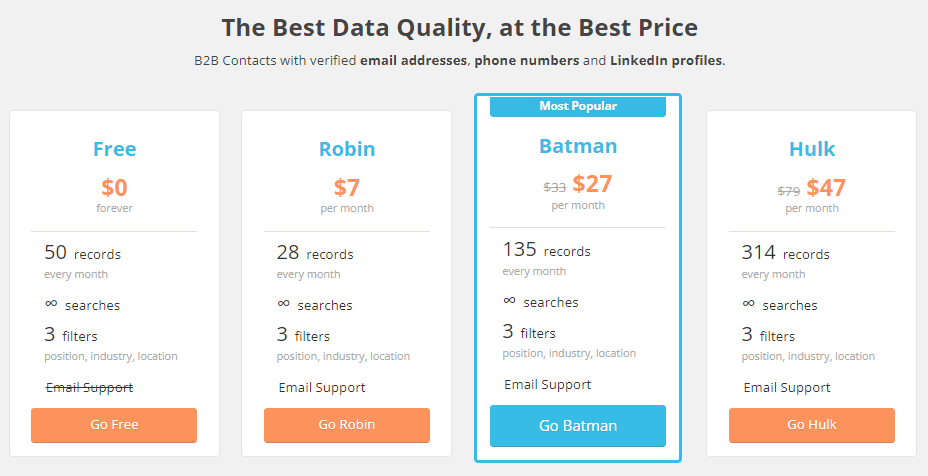 The Best Data Quality, at the Best Price
B2B Contacts with verified email addresses, phone numbers and LinkedIn profiles.
Free
$0
forever
50 records
every month
∞ searches
3 filters
position, industry, location
Email Support
Go Free
Robin
$7
per month
28 records
every month
∞ searches
3 filters
position, industry, location
Email Support
Go Robin
Most Popular
Batman
$33 $27
per month
135 records
every month
∞ searches
3 filters
position, industry, location
Email Support
Go Batman
Hulk
$79 $47
per month
314 records
every month
∞ searches
3 filters
position, industry, location
Email Support
Go Hulk